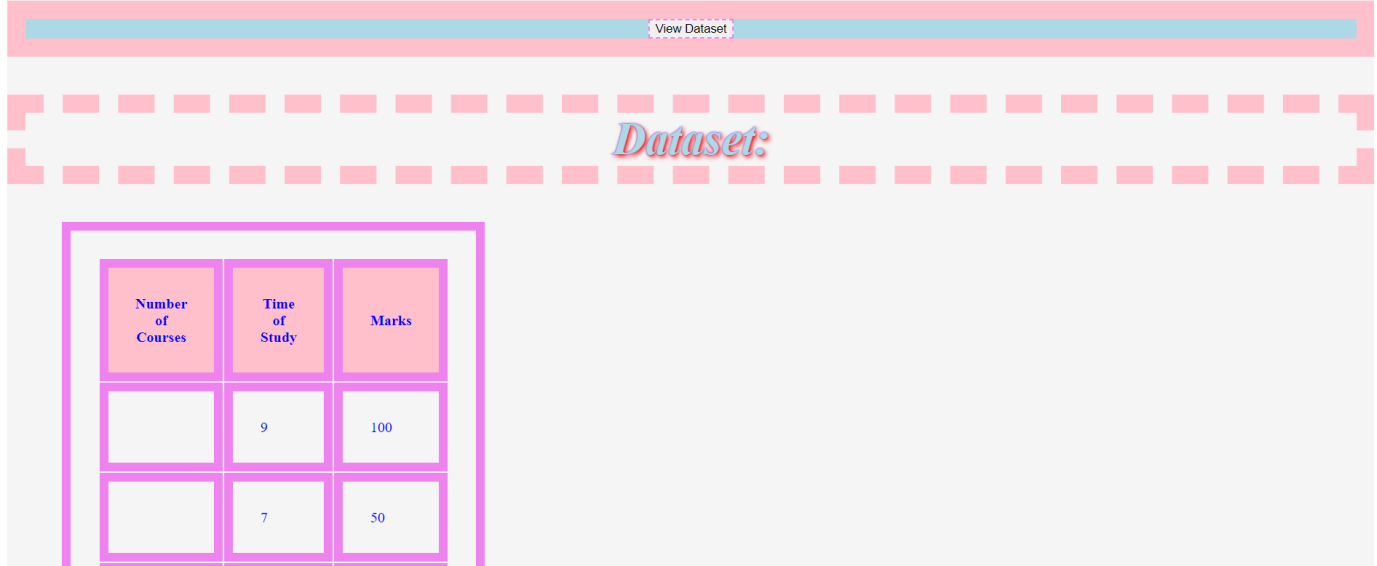 View Dataset
Dataset:
Number
of
Courses
Time
of
Study
Marks
9
100
7
50